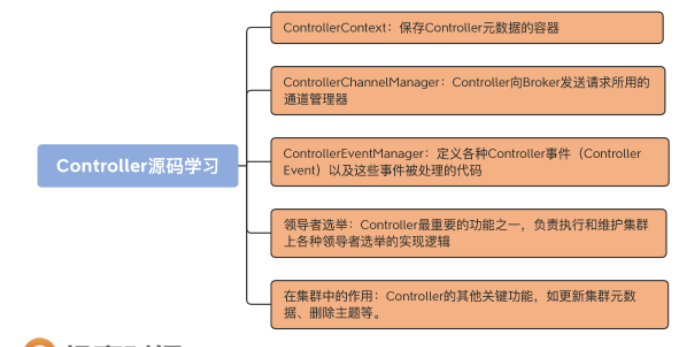 ControllerContext：保存Controller元数据的容器
ControllerChannelManager：Controller向Broker发送请求所用的
通道管理器
Controller源码学习
ControllerEventManager：定义各种Controller事件（Controller
Event）以及这些事件被处理的代码
领导者选举：Controller最重要的功能之一，负责执行和维护集群
上各种领导者选举的实现逻辑
在集群中的作用：Controller的其他关键功能，如更新集群元数
据、删除主题等。